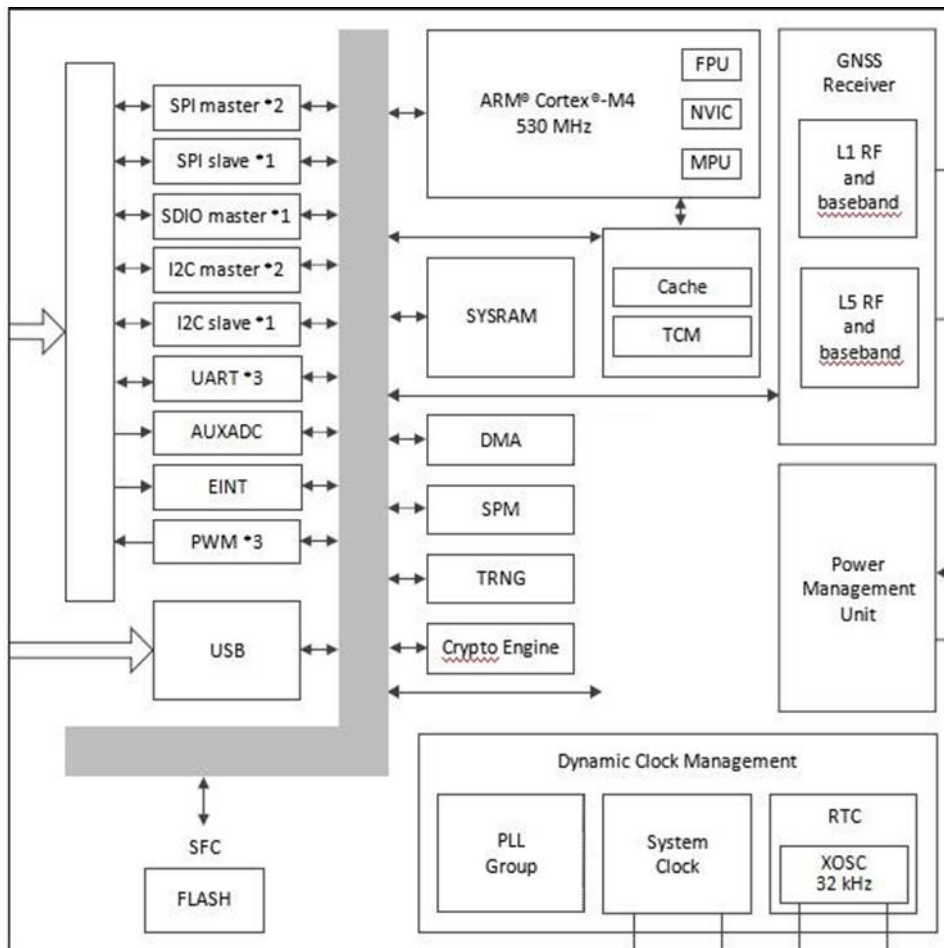 SPI master *2
SPI slave *1
SDIO master *1
I2C master *2
I2C slave *1
UART *3
AUXADC
EINT
PWM *3
USB
SFC
FLASH
ARM® Cortex®-M4
530 MHz
FPU
NVIC
MPU
SYSRAM
Cache
TCM
DMA
SPM
TRNG
Crypto Engine
GNSS
Receiver
L1 RF
and
baseband
L5 RF
and
baseband
Power
Management
Unit
Dynamic Clock Management
PLL
Group
System
Clock
RTC
XOSC
32 kHz